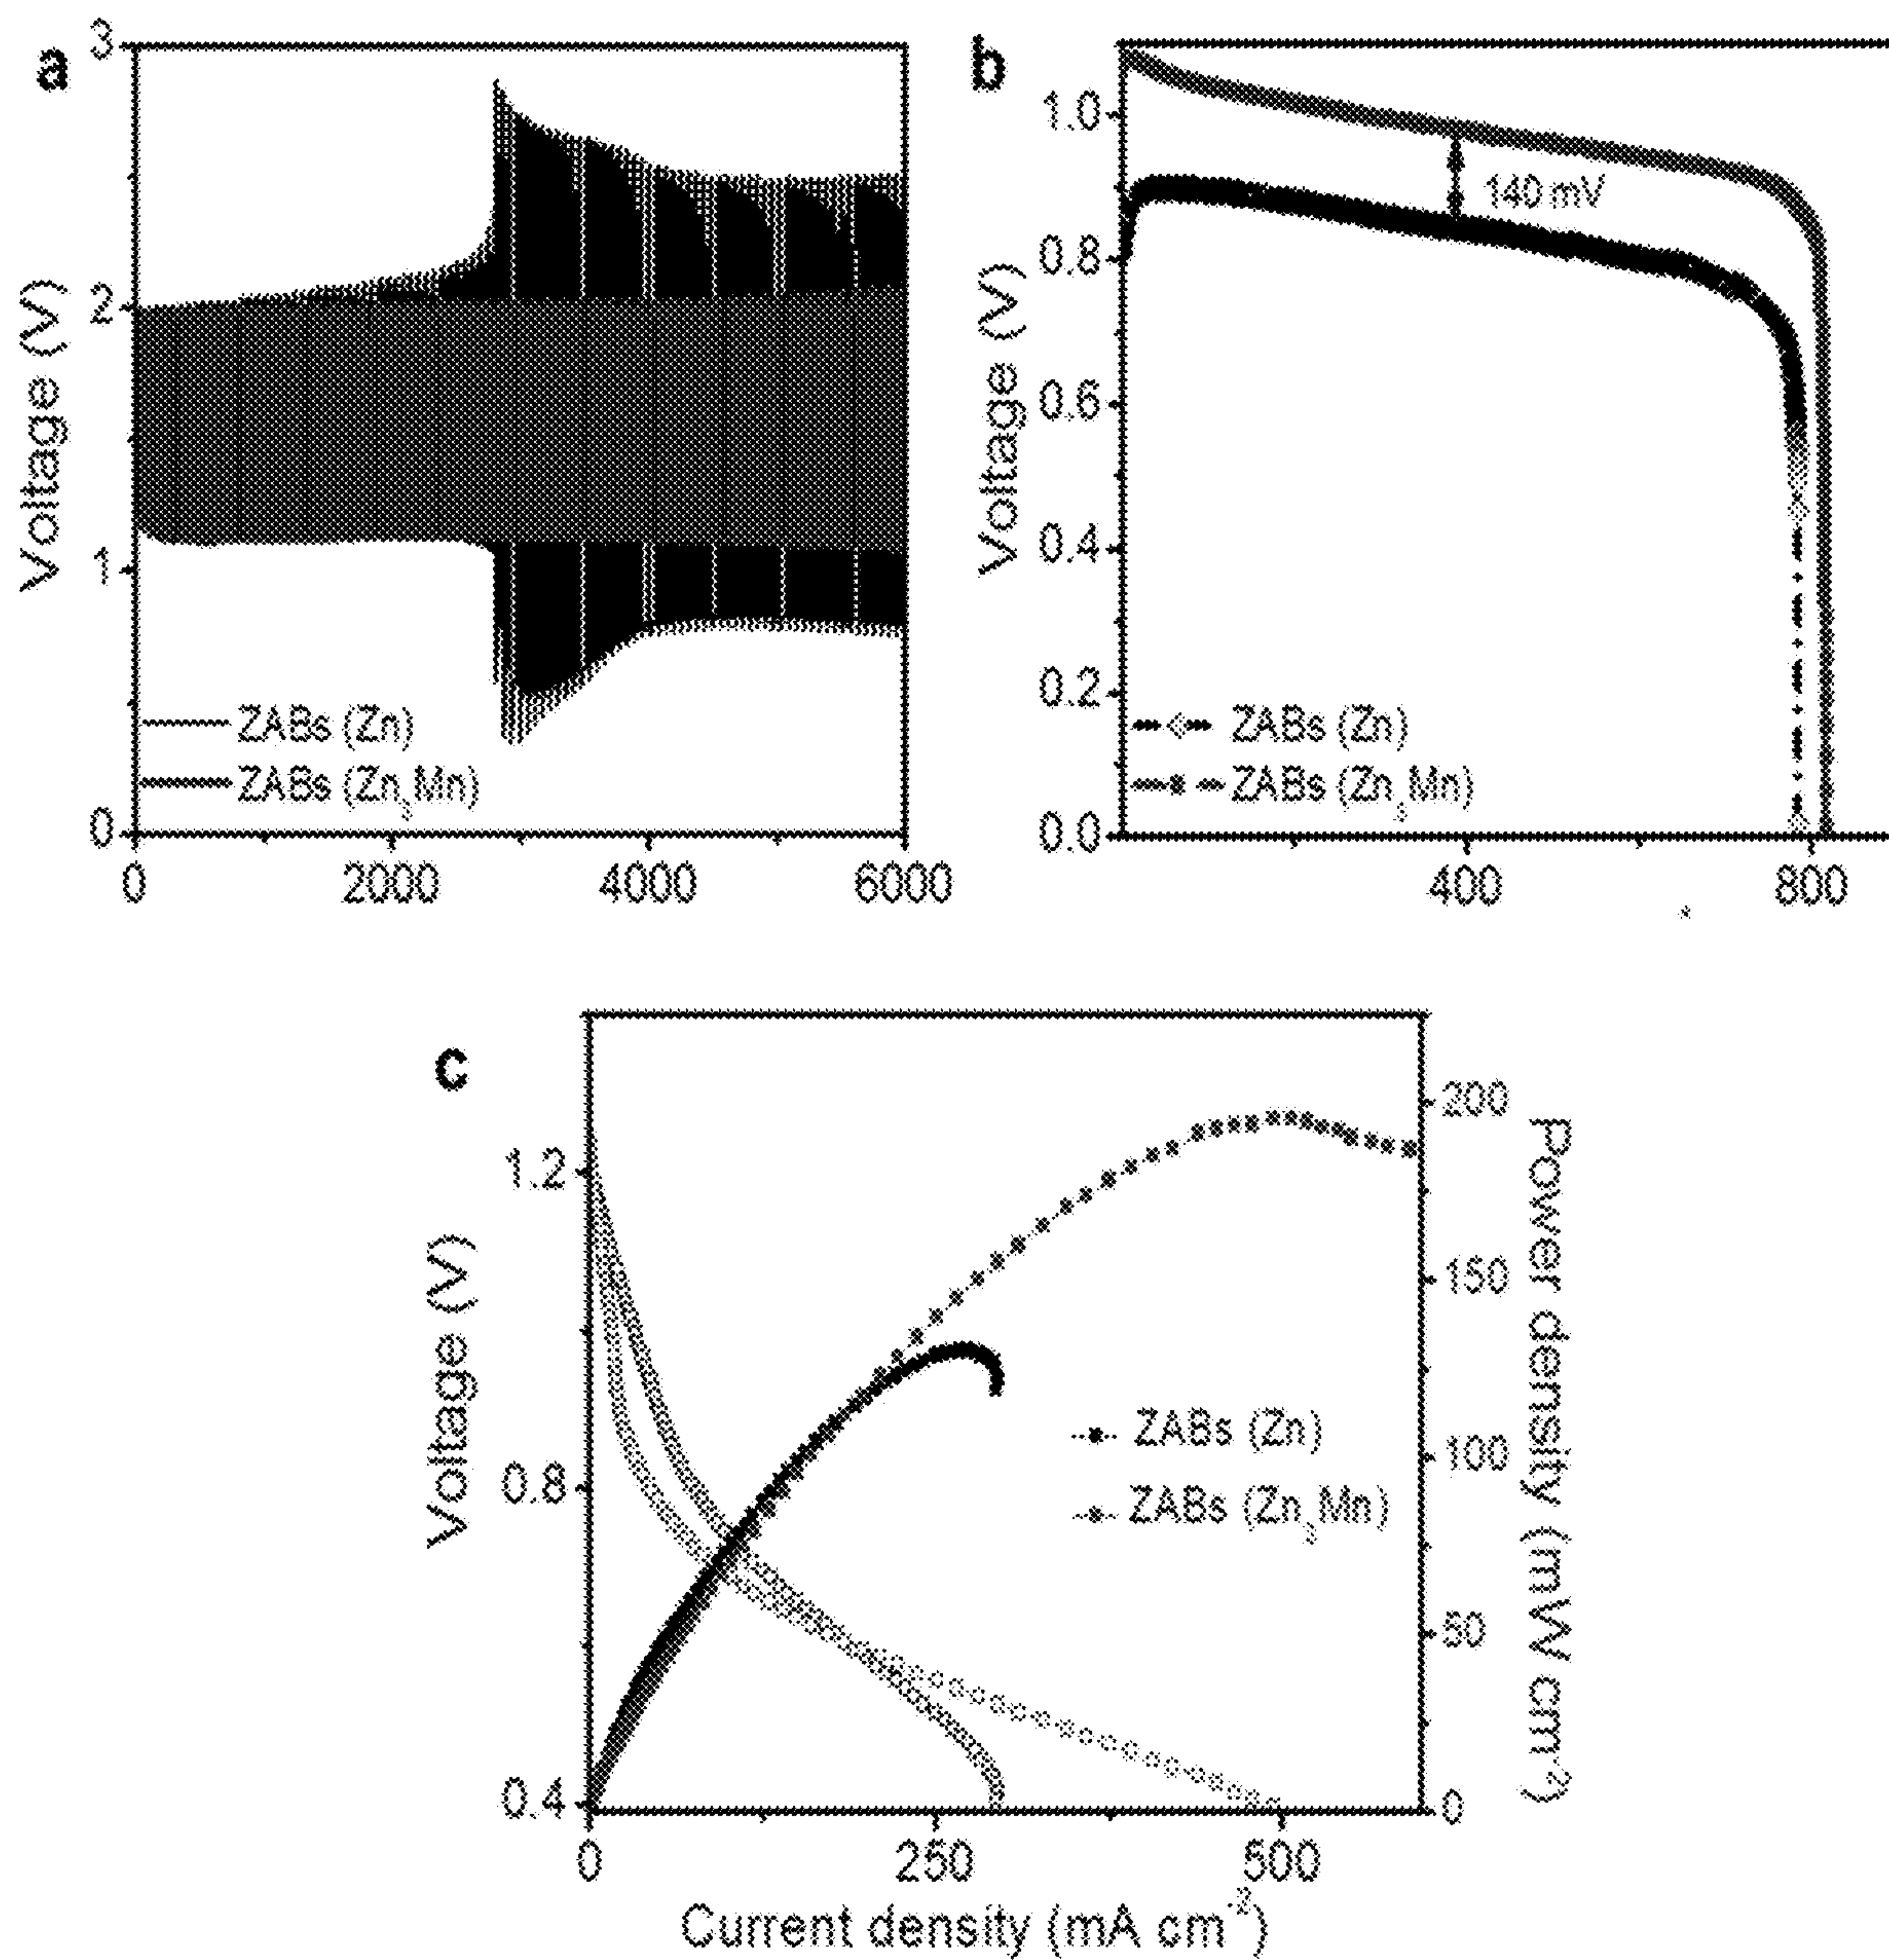 a
3
2
1
0
Voltage (V)
ZABs (Zn)
ZABs (Zn3Mn)
0 2000 4000 6000
b
1.0
0.8
0.6
0.4
0.2
0.0
Voltage (V)
140 mV
ZABs (Zn)
ZABs (Zn3Mn)
400 800
c
1.2
0.8
0.4
Voltage (V)
200
150
100
50
0
Power density (mW cm-2)
ZABs (Zn)
ZABs (Zn3Mn)
0 250 500
Current density (mA cm-2)